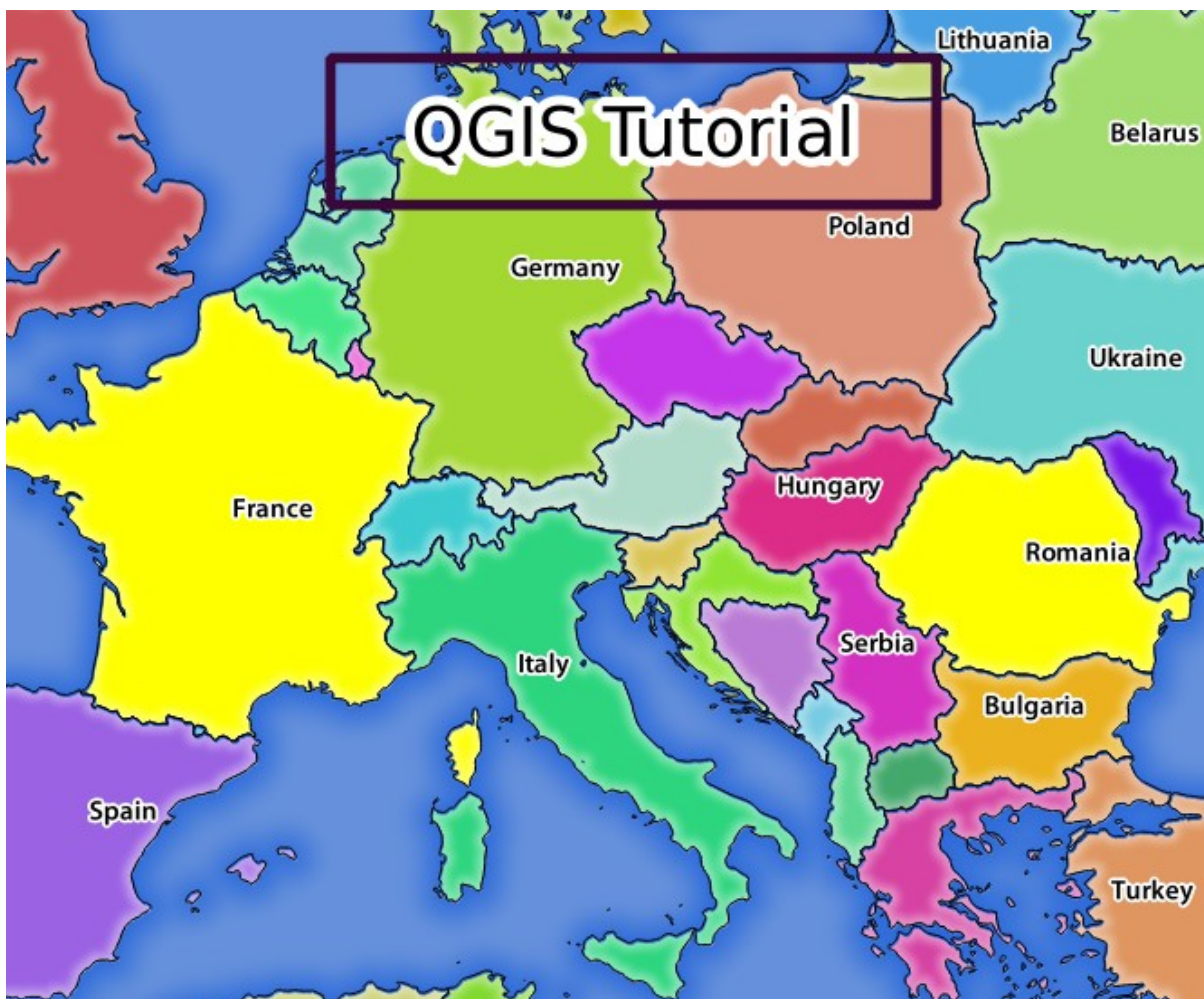 Lithuania
QGIS Tutorial
Belarus
Poland
Germany
Ukraine
Hungary
France
Romania
Serbia
Italy
Bulgaria
Spain
Turkey